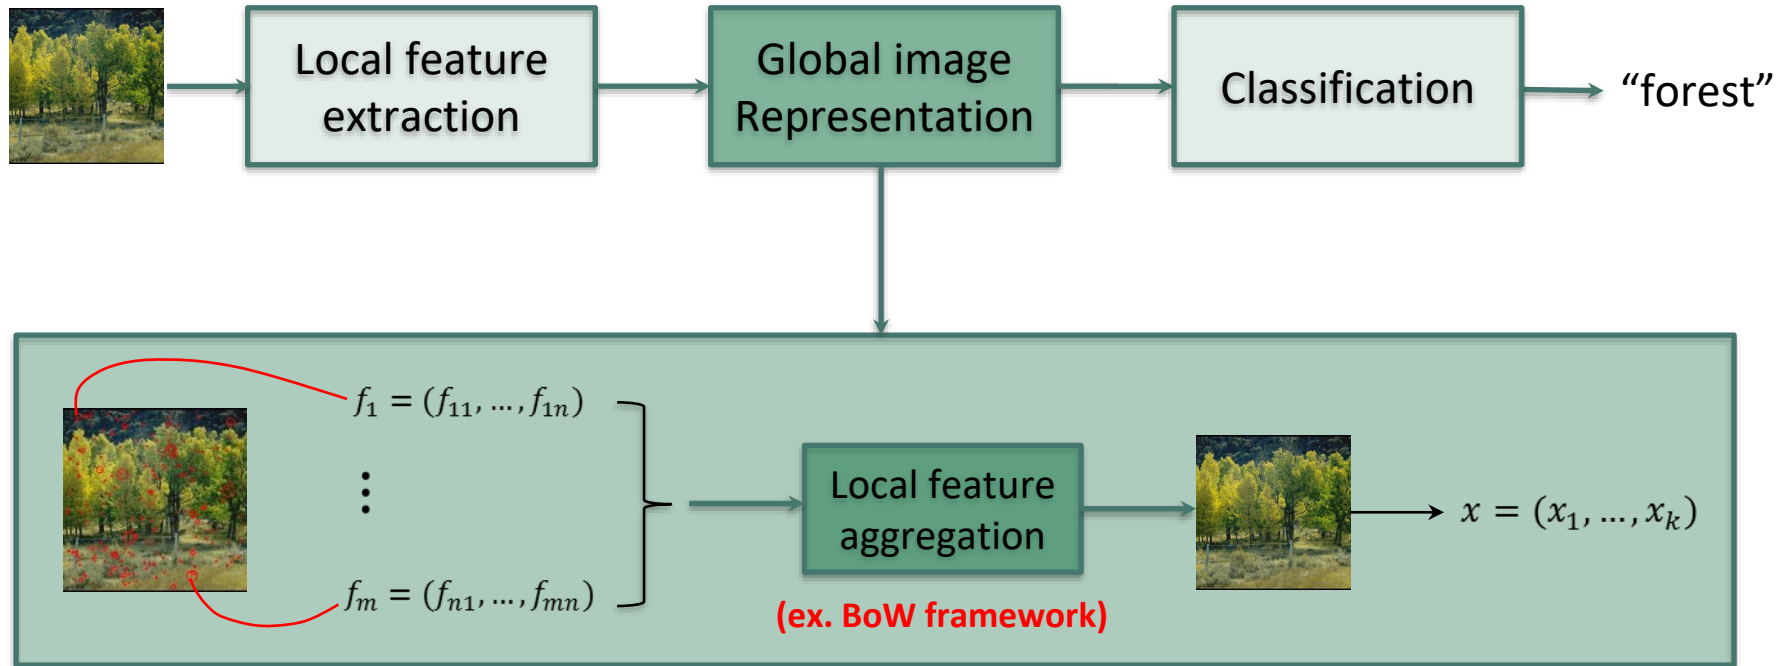 Local feature
extraction
Global image
Representation
Classification
“forest”
f₁ = (f₁₁, ..., f₁ₙ)
⋮
fₘ = (fₙ₁, ..., fₘₙ)
Local feature
aggregation
(ex. BoW framework)
x = (x₁, ..., xₖ)